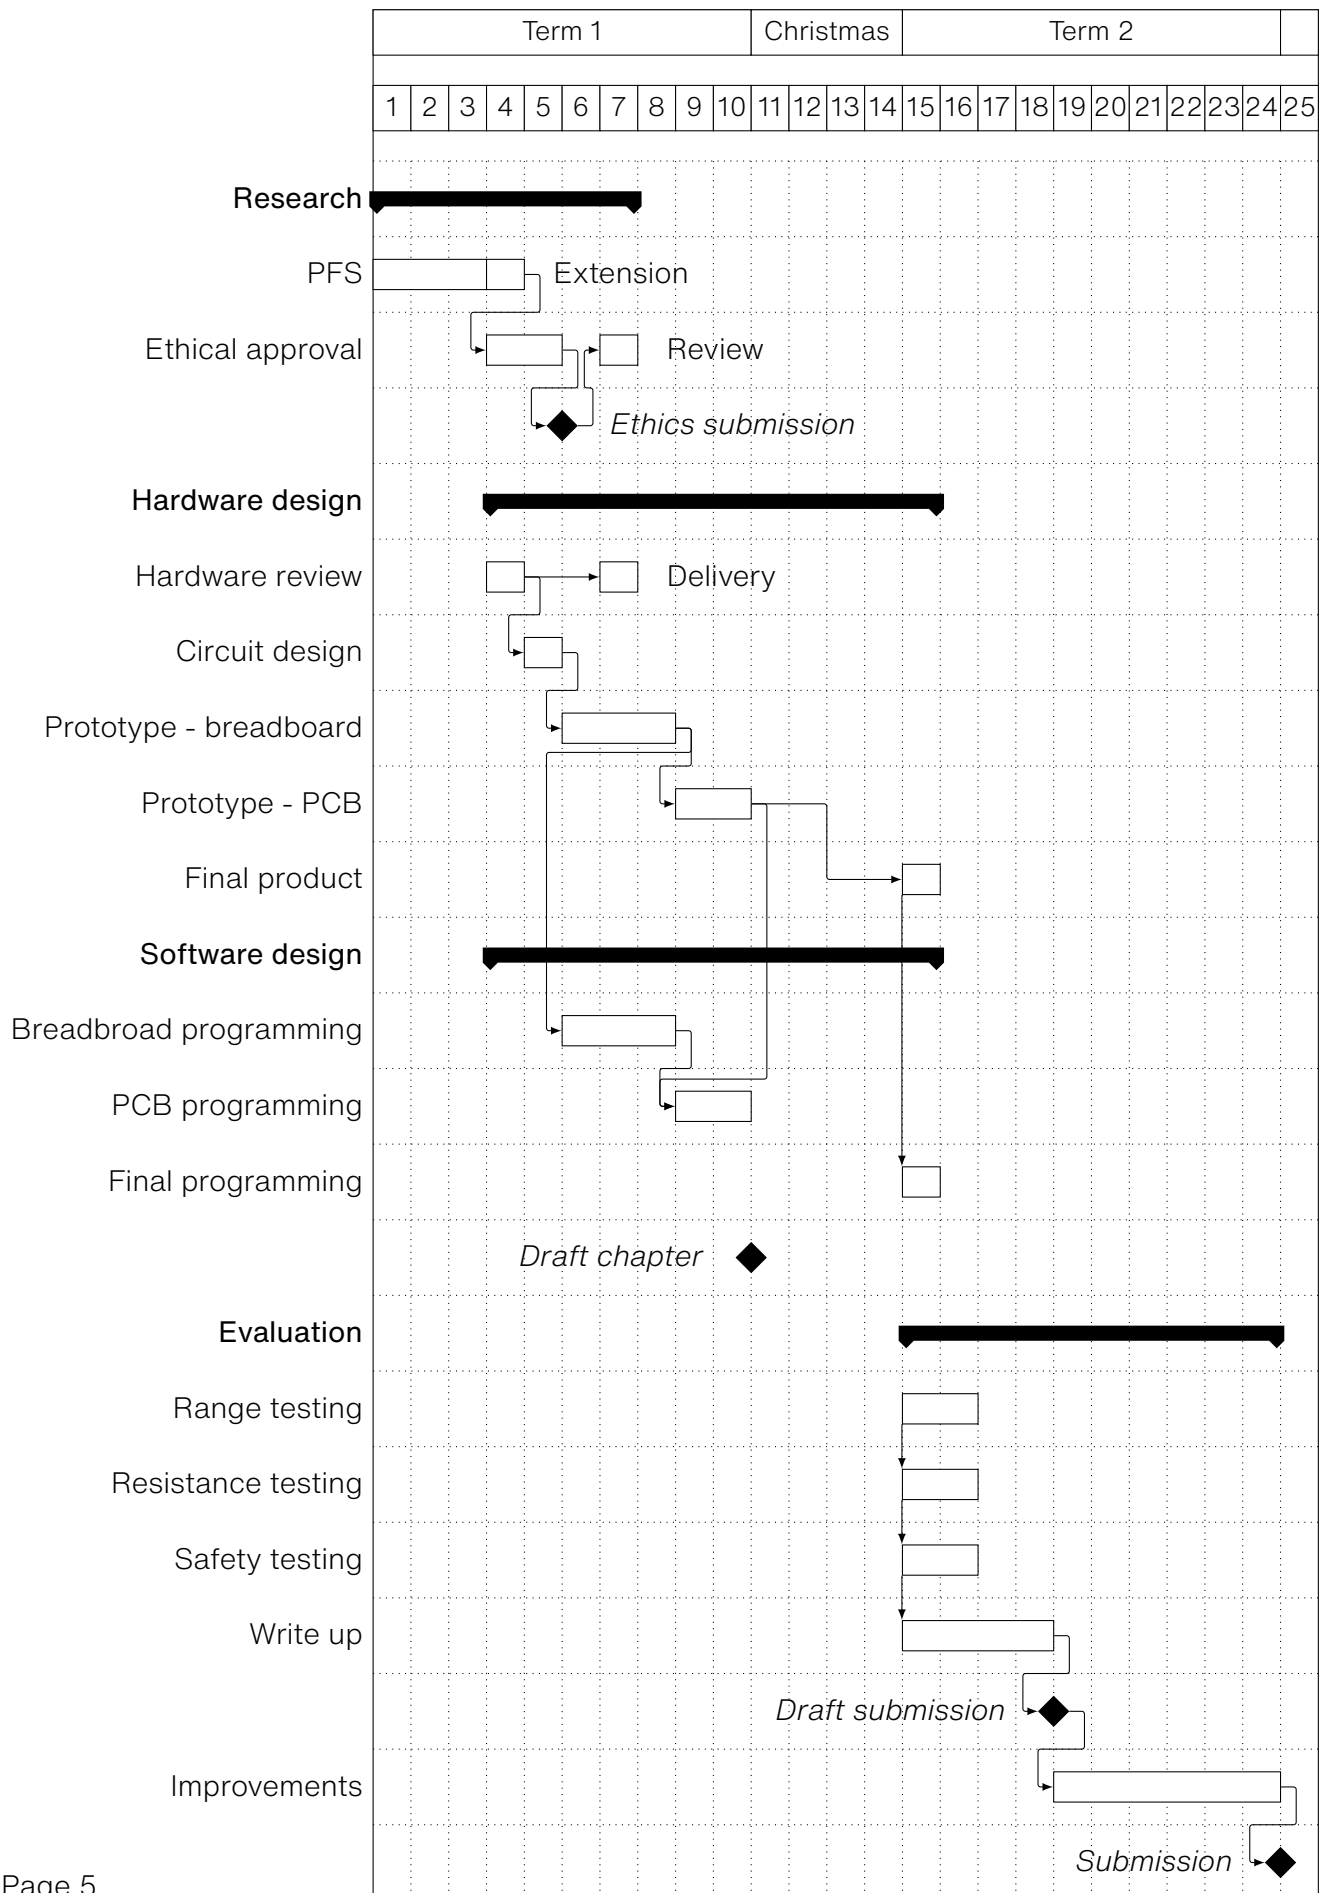 Term 1 Christmas Term 2
1 2 3 4 5 6 7 8 9 10 11 12 13 14 15 16 17 18 19 20 21 22 23 24 25
Research
PFS Extension
Ethical approval Review
Ethics submission
Hardware design
Hardware review Delivery
Circuit design
Prototype - breadboard
Prototype - PCB
Final product
Software design
Breadbroad programming
PCB programming
Final programming
Draft chapter
Evaluation
Range testing
Resistance testing
Safety testing
Write up
Draft submission
Improvements
Submission
Page 5